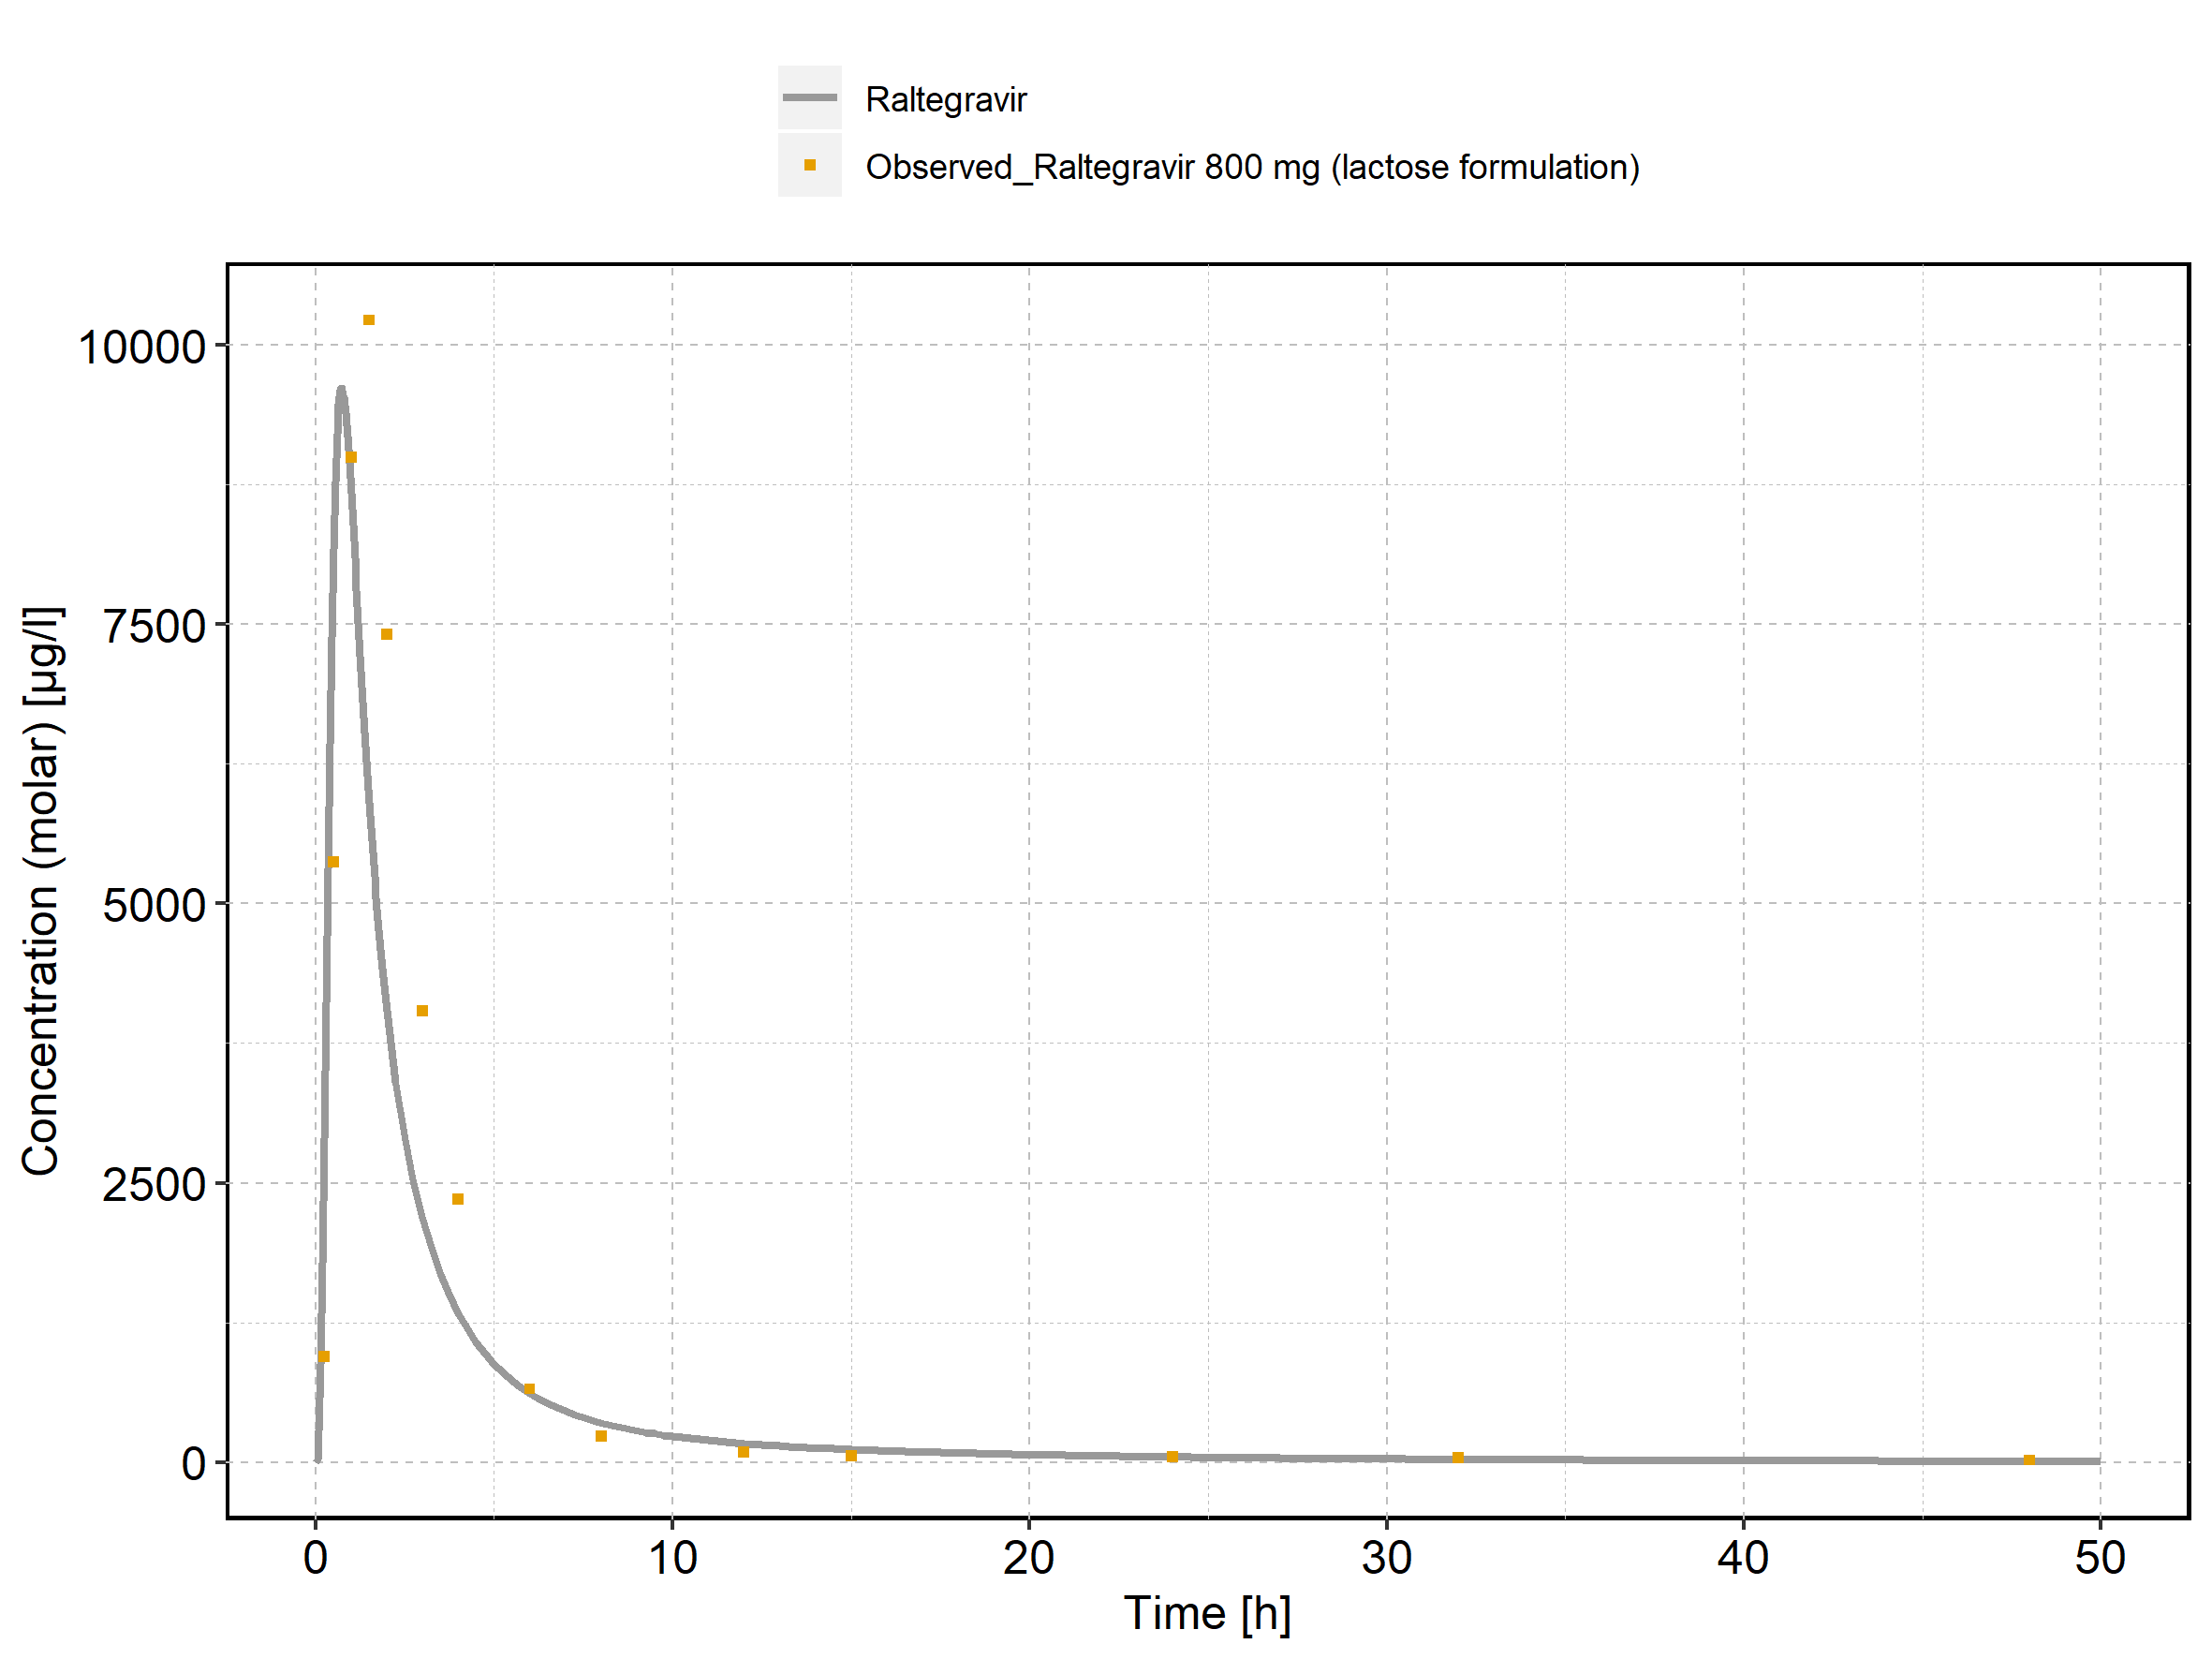 Raltegravir
Observed_Raltegravir 800 mg (lactose formulation)
Concentration (molar) [µg/l]
10000
7500
5000
2500
0
0 10 20 30 40 50
Time [h]